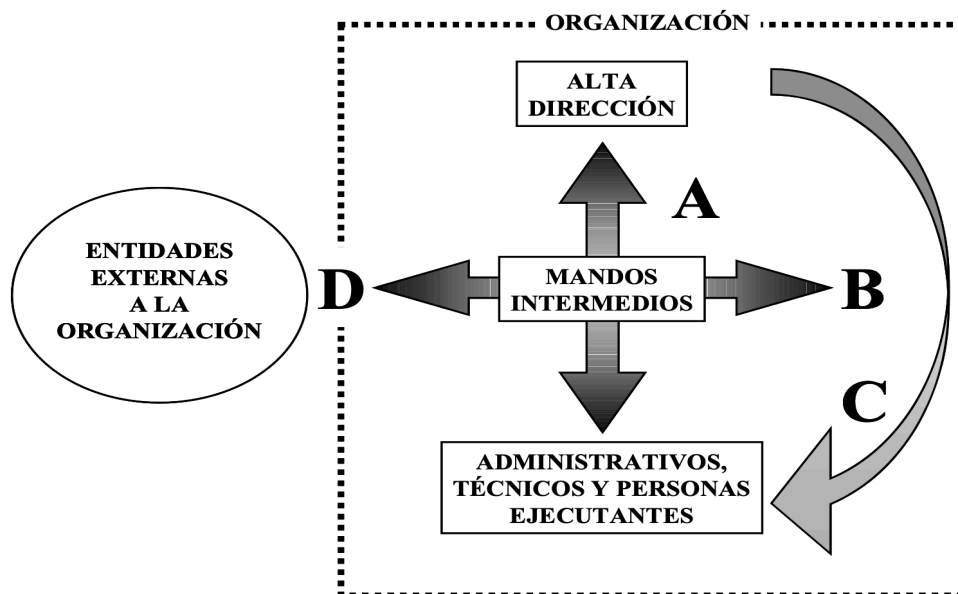 ORGANIZACIÓN
ALTA
DIRECCIÓN
A
ENTIDADES
EXTERNAS
A LA
ORGANIZACIÓN
D
MANDOS
INTERMEDIOS
B
C
ADMINISTRATIVOS,
TÉCNICOS Y PERSONAS
EJECUTANTES